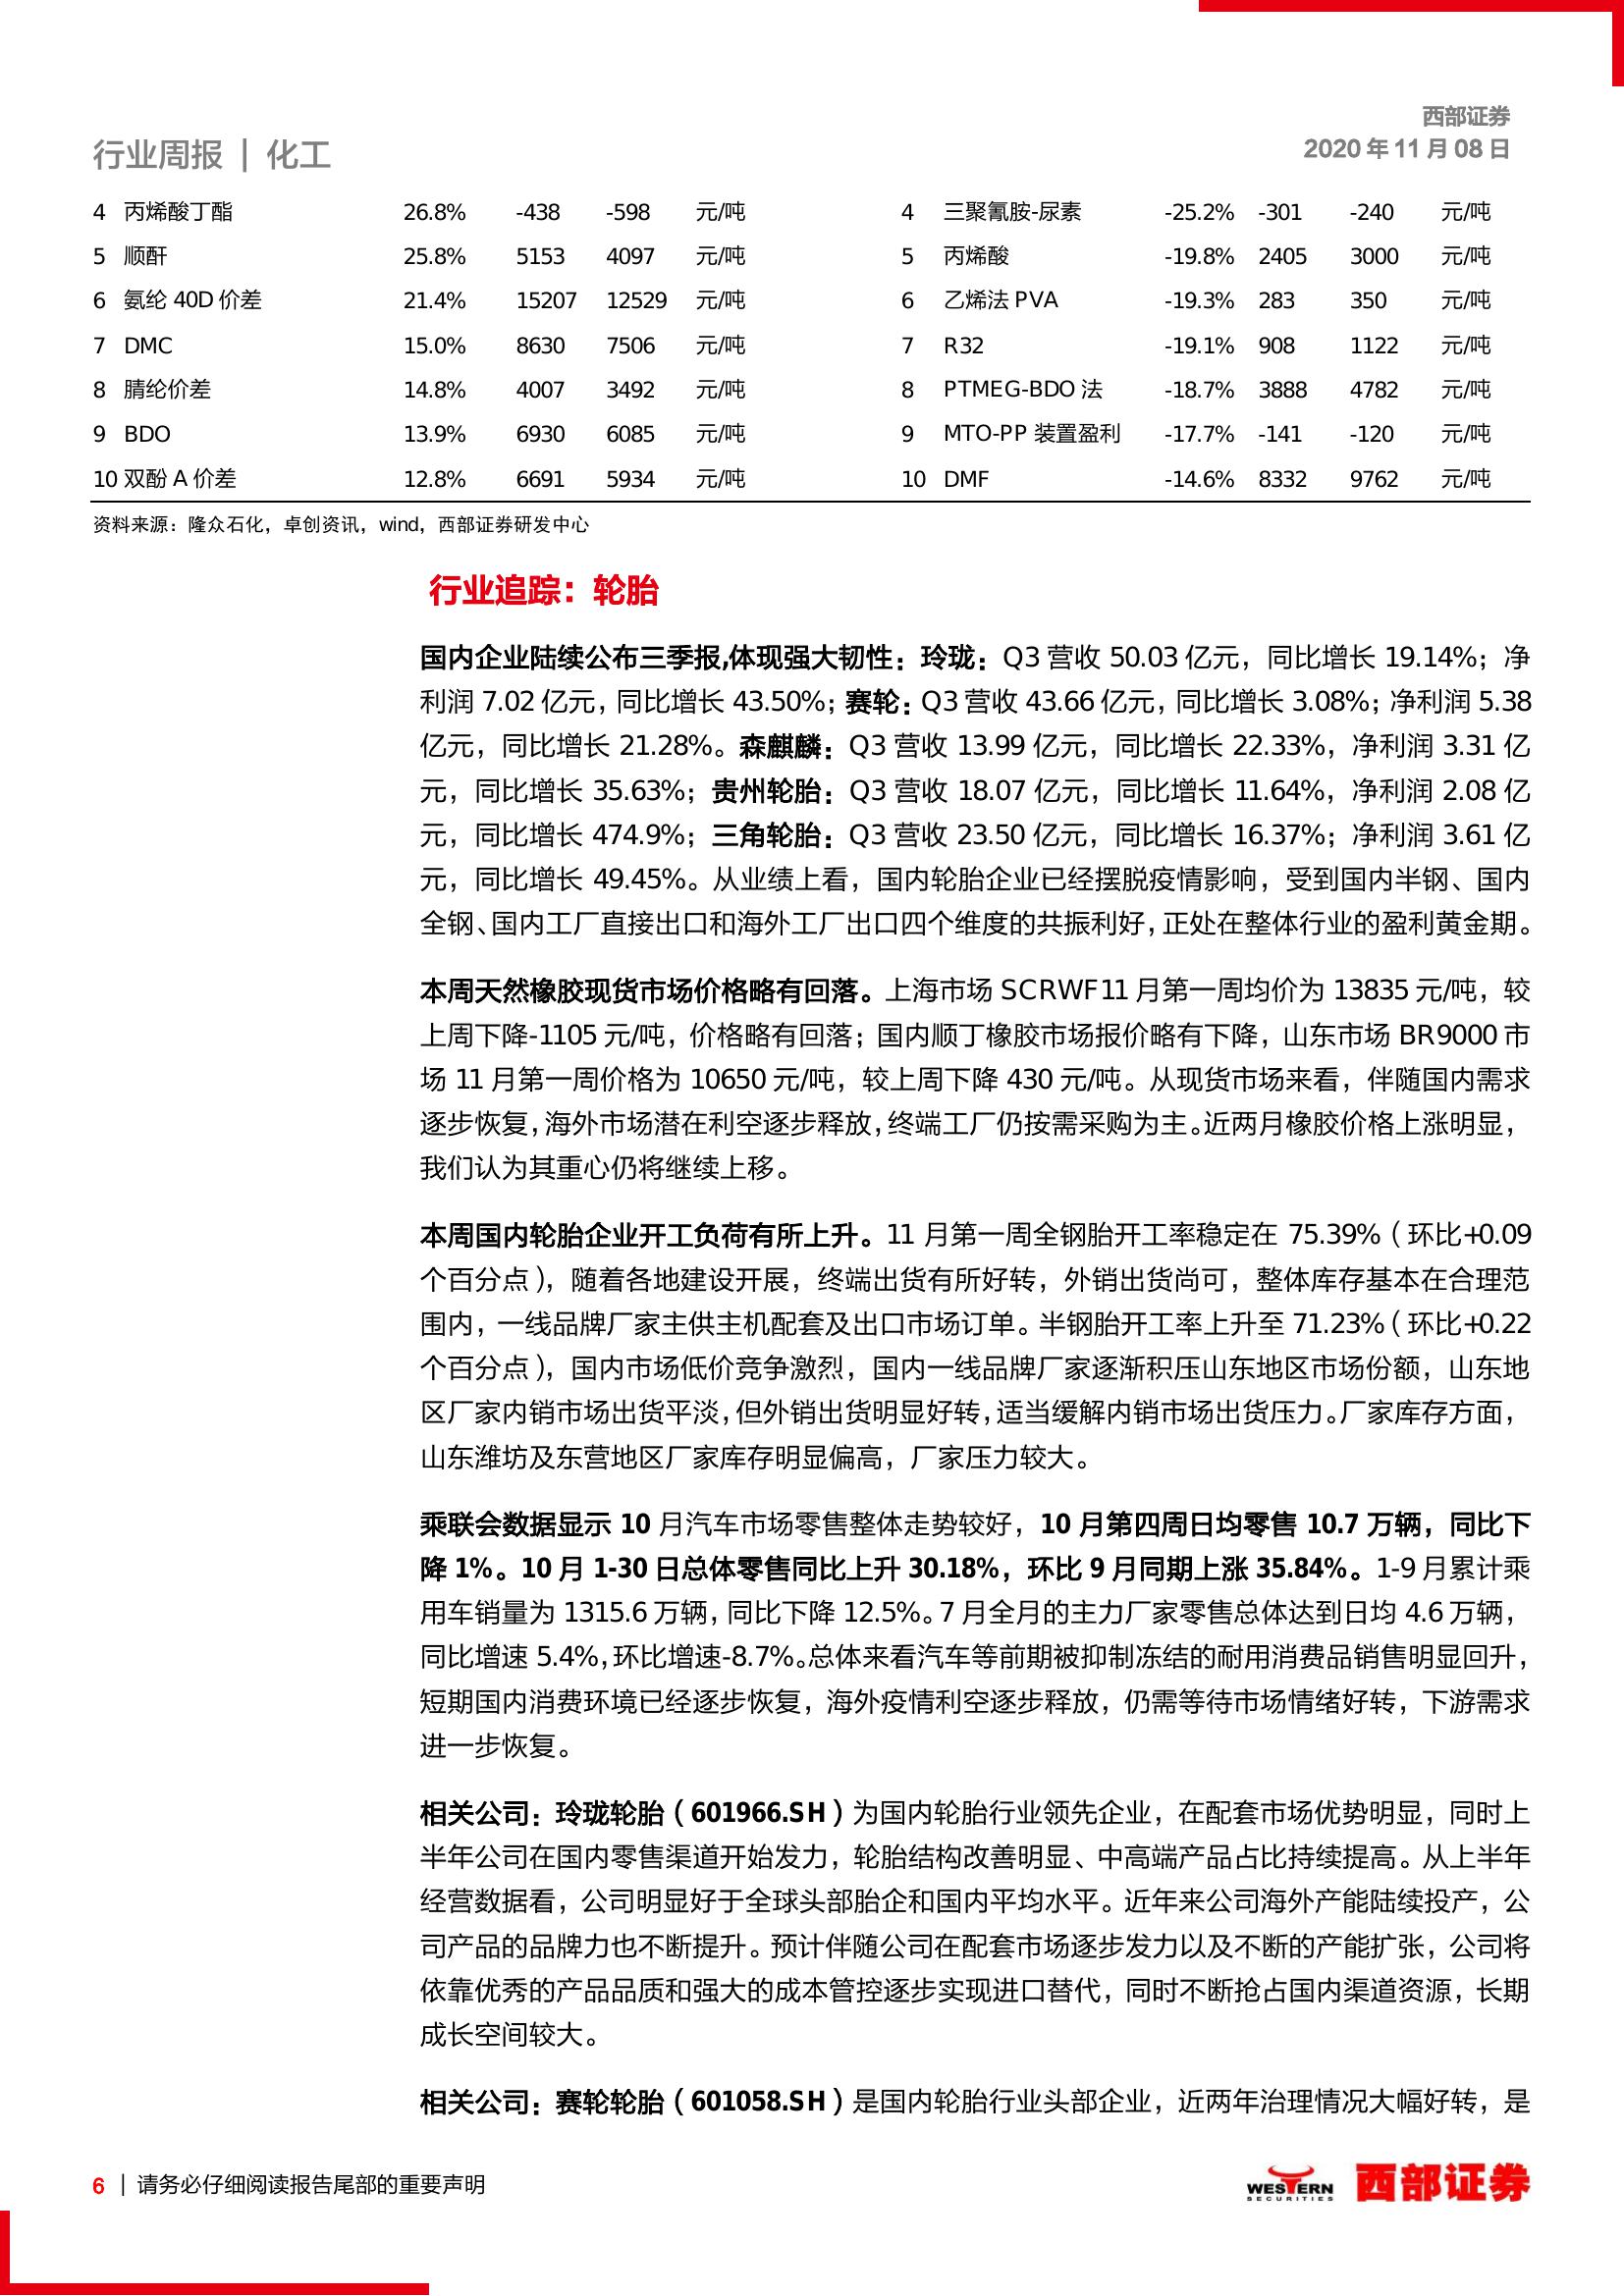 西部证券
行业周报 | 化工
2020 年 11 月 08 日
4 丙烯酸丁酯 26.8% -438 -598 元/吨 4 三聚氰胺-尿素 -25.2% -301 -240 元/吨
5 顺酐 25.8% 5153 4097 元/吨 5 丙烯酸 -19.8% 2405 3000 元/吨
6 氨纶 40D 价差 21.4% 15207 12529 元/吨 6 乙烯法 PVA -19.3% 283 350 元/吨
7 DMC 15.0% 8630 7506 元/吨 7 R32 -19.1% 908 1122 元/吨
8 腈纶价差 14.8% 4007 3492 元/吨 8 PTMEG-BDO 法 -18.7% 3888 4782 元/吨
9 BDO 13.9% 6930 6085 元/吨 9 MTO-PP 装置盈利 -17.7% -141 -120 元/吨
10 双酚 A 价差 12.8% 6691 5934 元/吨 10 DMF -14.6% 8332 9762 元/吨
资料来源：隆众石化，卓创资讯，wind，西部证券研发中心
行业追踪：轮胎
国内企业陆续公布三季报,体现强大韧性：玲珑：Q3 营收 50.03 亿元，同比增长 19.14%；净
利润 7.02 亿元，同比增长 43.50%；赛轮：Q3 营收 43.66 亿元，同比增长 3.08%；净利润 5.38
亿元，同比增长 21.28%。森麒麟：Q3 营收 13.99 亿元，同比增长 22.33%，净利润 3.31 亿
元，同比增长 35.63%；贵州轮胎：Q3 营收 18.07 亿元，同比增长 11.64%，净利润 2.08 亿
元，同比增长 474.9%；三角轮胎：Q3 营收 23.50 亿元，同比增长 16.37%；净利润 3.61 亿
元，同比增长 49.45%。从业绩上看，国内轮胎企业已经摆脱疫情影响，受到国内半钢、国内
全钢、国内工厂直接出口和海外工厂出口四个维度的共振利好，正处在整体行业的盈利黄金期。
本周天然橡胶现货市场价格略有回落。上海市场 SCRWF11 月第一周均价为 13835 元/吨，较
上周下降-1105 元/吨，价格略有回落；国内顺丁橡胶市场报价略有下降，山东市场 BR9000 市
场 11 月第一周价格为 10650 元/吨，较上周下降 430 元/吨。从现货市场来看，伴随国内需求
逐步恢复，海外市场潜在利空逐步释放，终端工厂仍按需采购为主。近两月橡胶价格上涨明显，
我们认为其重心仍将继续上移。
本周国内轮胎企业开工负荷有所上升。11 月第一周全钢胎开工率稳定在 75.39%（环比+0.09
个百分点），随着各地建设开展，终端出货有所好转，外销出货尚可，整体库存基本在合理范
围内，一线品牌厂家主供主机配套及出口市场订单。半钢胎开工率上升至 71.23%（环比+0.22
个百分点），国内市场低价竞争激烈，国内一线品牌厂家逐渐积压山东地区市场份额，山东地
区厂家内销市场出货平淡，但外销出货明显好转，适当缓解内销市场出货压力。厂家库存方面，
山东潍坊及东营地区厂家库存明显偏高，厂家压力较大。
乘联会数据显示 10 月汽车市场零售整体走势较好，10 月第四周日均零售 10.7 万辆，同比下
降 1%。10 月 1-30 日总体零售同比上升 30.18%，环比 9 月同期上涨 35.84%。1-9 月累计乘
用车销量为 1315.6 万辆，同比下降 12.5%。7 月全月的主力厂家零售总体达到日均 4.6 万辆，
同比增速 5.4%，环比增速-8.7%。总体来看汽车等前期被抑制冻结的耐用消费品销售明显回升，
短期国内消费环境已经逐步恢复，海外疫情利空逐步释放，仍需等待市场情绪好转，下游需求
进一步恢复。
相关公司：玲珑轮胎（601966.SH）为国内轮胎行业领先企业，在配套市场优势明显，同时上
半年公司在国内零售渠道开始发力，轮胎结构改善明显、中高端产品占比持续提高。从上半年
经营数据看，公司明显好于全球头部胎企和国内平均水平。近年来公司海外产能陆续投产，公
司产品的品牌力也不断提升。预计伴随公司在配套市场逐步发力以及不断的产能扩张，公司将
依靠优秀的产品品质和强大的成本管控逐步实现进口替代，同时不断抢占国内渠道资源，长期
成长空间较大。
相关公司：赛轮轮胎（601058.SH）是国内轮胎行业头部企业，近两年治理情况大幅好转，是
6 | 请务必仔细阅读报告尾部的重要声明
WESTERN
SECURITIES
西部证券